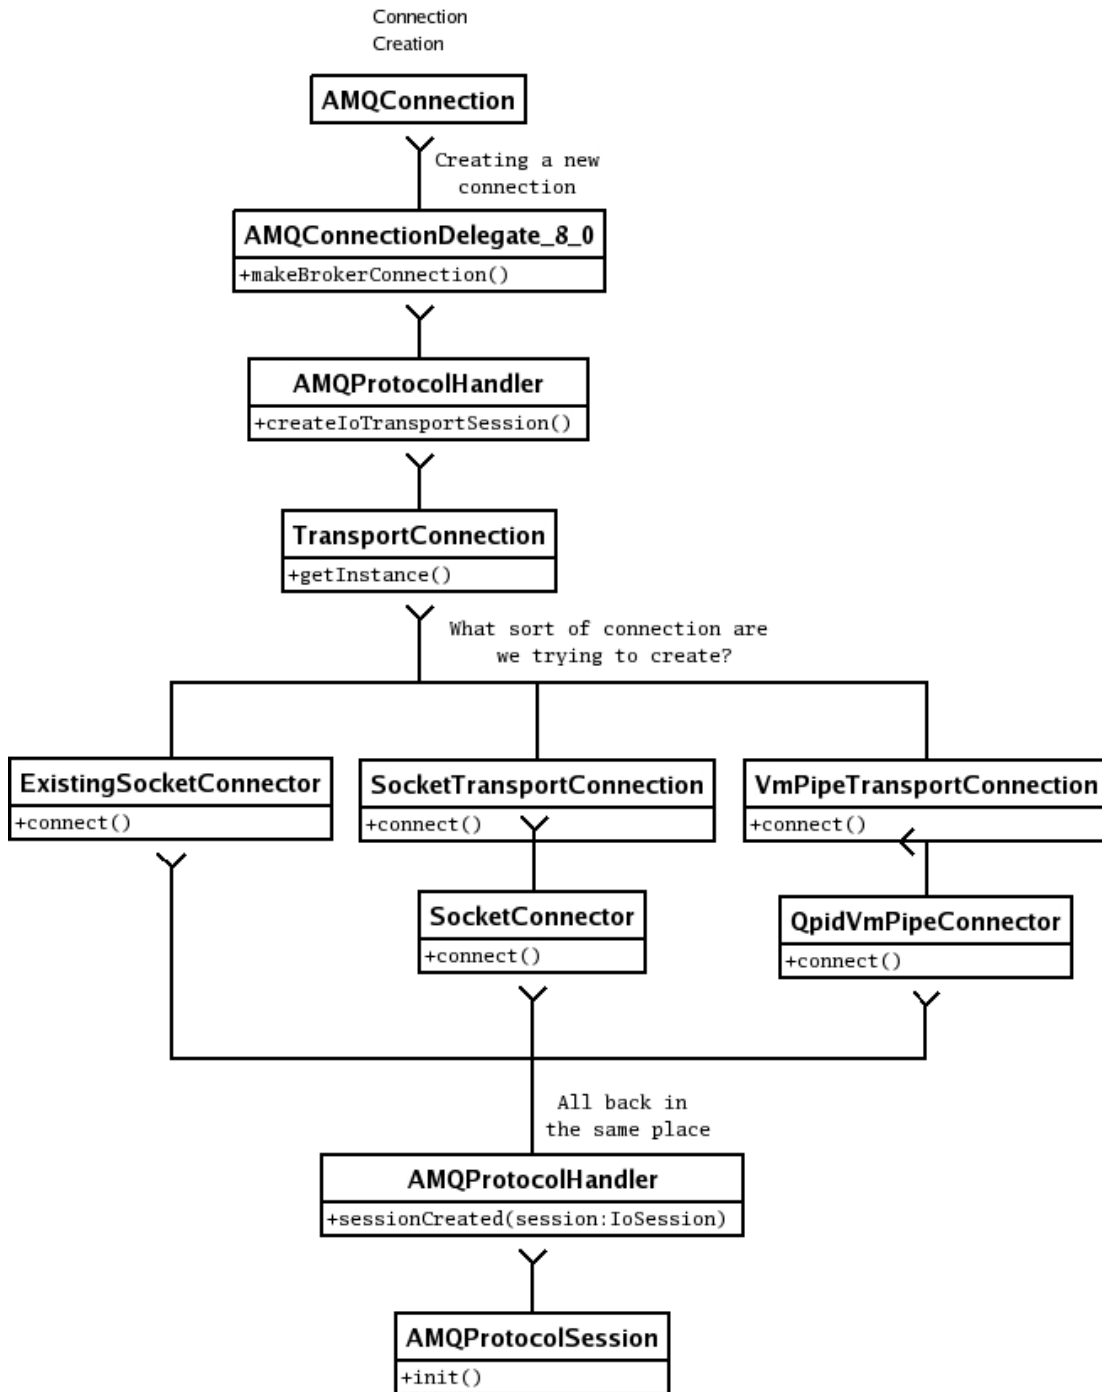 Connection
Creation
AMQConnection
Creating a new
connection
AMQConnectionDelegate_8_0
+makeBrokerConnection()
AMQProtocolHandler
+createIoTransportSession()
TransportConnection
+getInstance()
What sort of connection are
we trying to create?
ExistingSocketConnector
+connect()
SocketTransportConnection
+connect()
VmPipeTransportConnection
+connect()
SocketConnector
+connect()
QpidVmPipeConnector
+connect()
All back in
the same place
AMQProtocolHandler
+sessionCreated(session:IoSession)
AMQProtocolSession
+init()